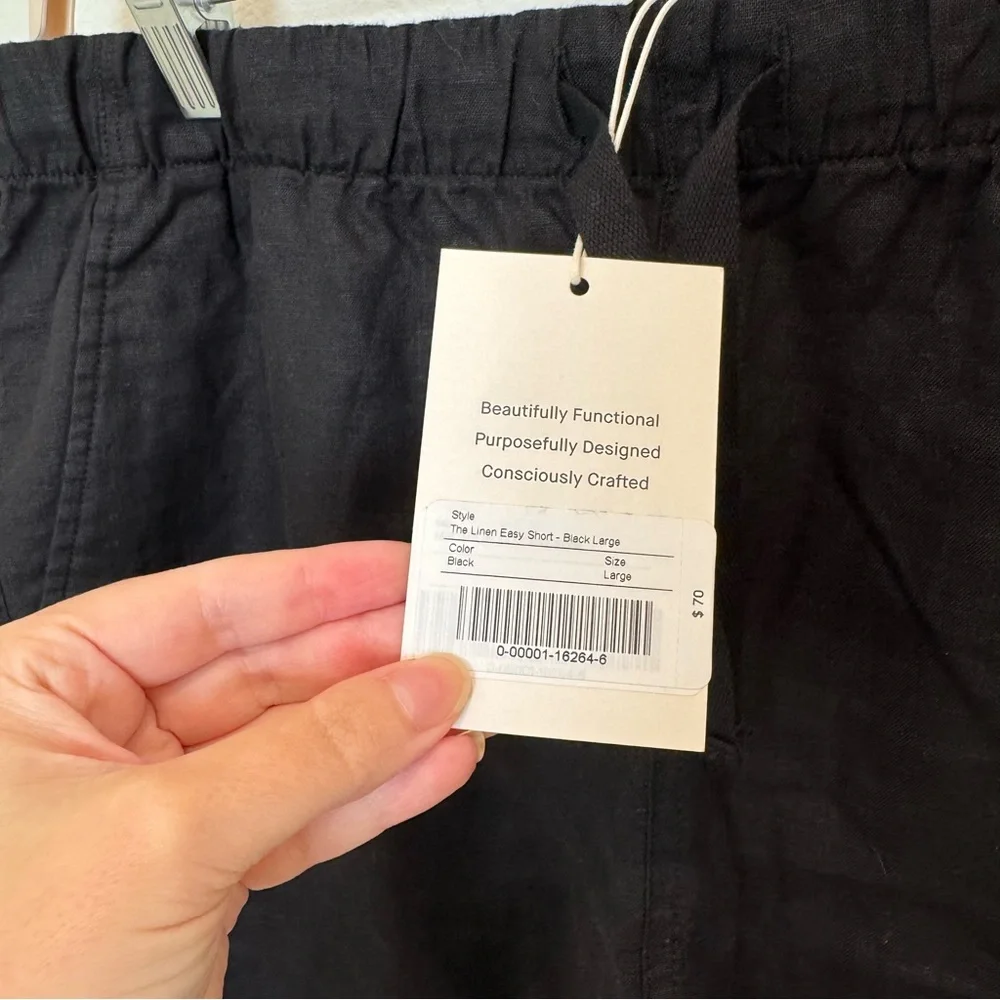 Beautifully Functional
Purposefully Designed
Consciously Crafted
Style
The Linen Easy Short - Black Large
Color
Size
Black
Large
$ 70
0-00001-16264-6